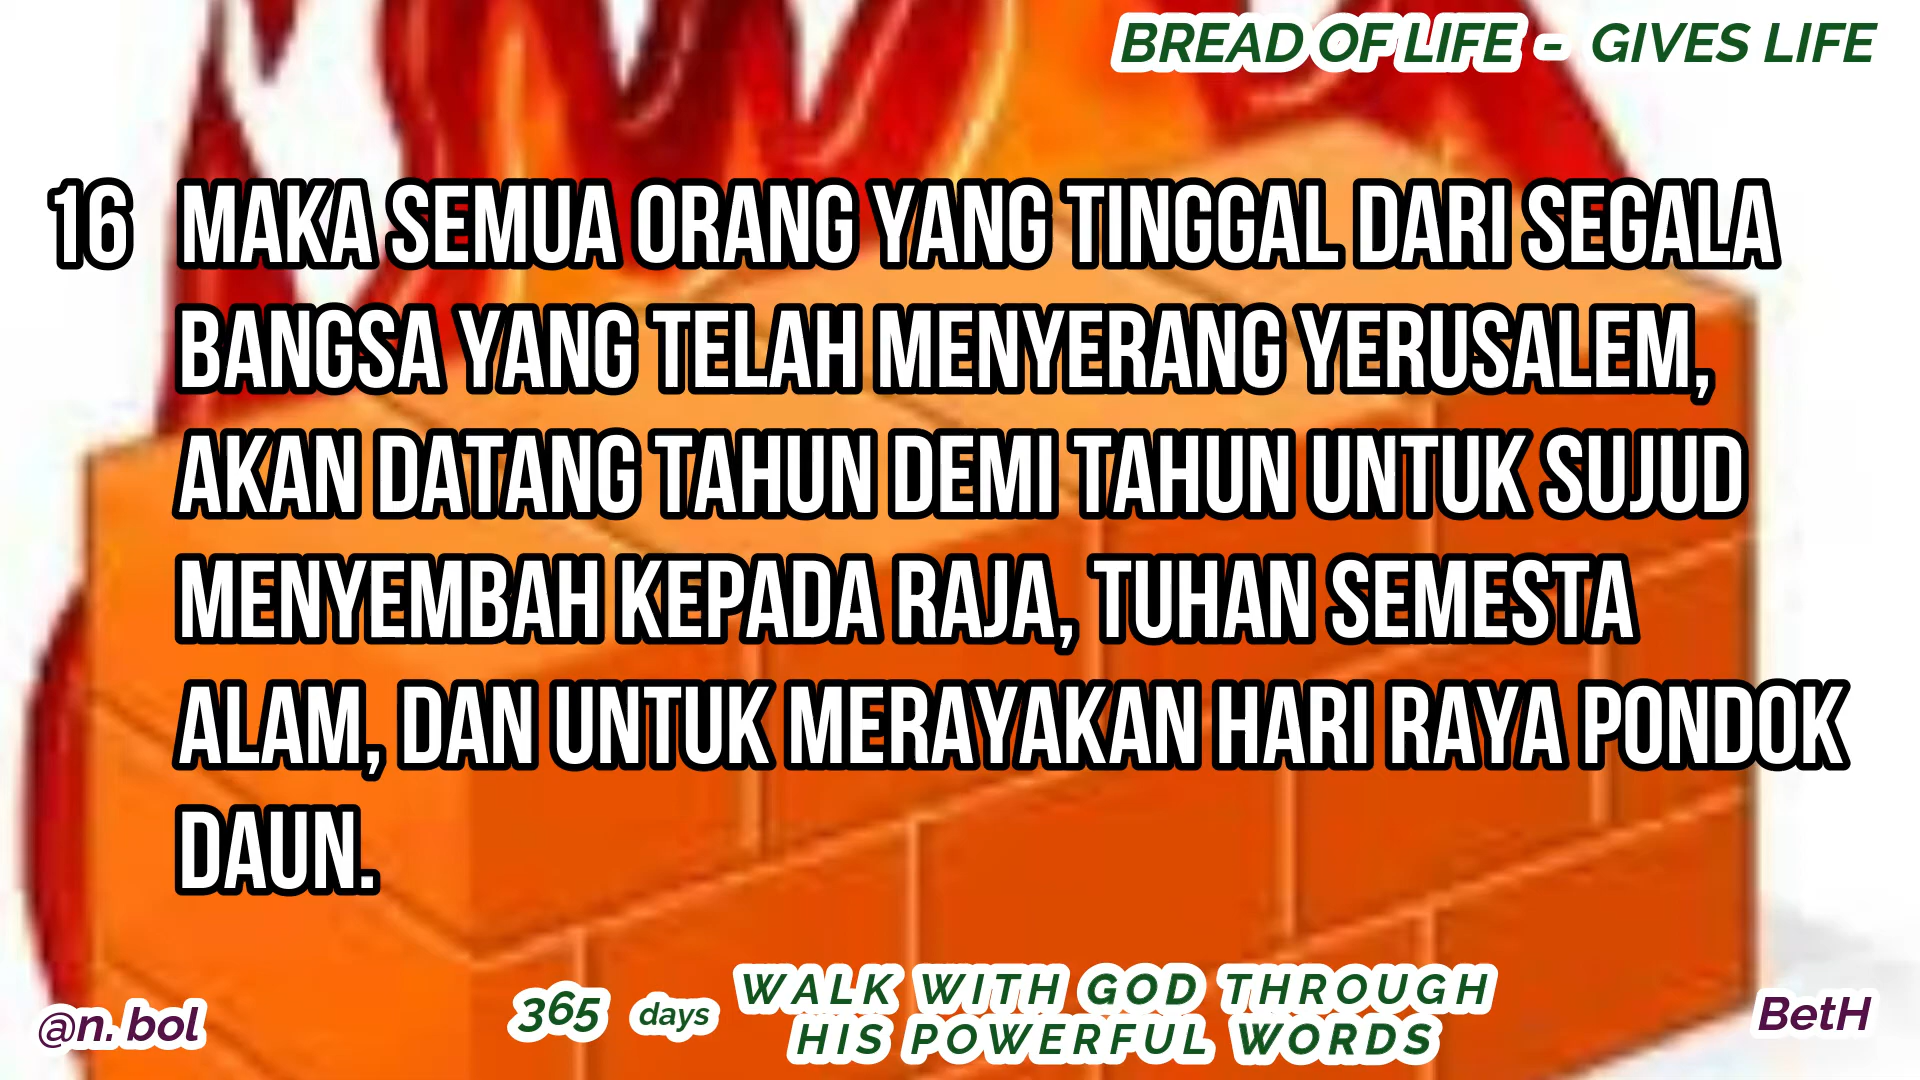 BREAD OF LIFE - GIVES LIFE
16 MAKA SEMUA ORANG YANG TINGGAL DARI SEGALA
BANGSA YANG TELAH MENYERANG YERUSALEM,
AKAN DATANG TAHUN DEMI TAHUN UNTUK SUJUD
MENYEMBAH KEPADA RAJA, TUHAN SEMESTA
ALAM, DAN UNTUK MERAYAKAN HARI RAYA PONDOK
DAUN.
@n. bol
365 days
WALK WITH GOD THROUGH
HIS POWERFUL WORDS
BetH